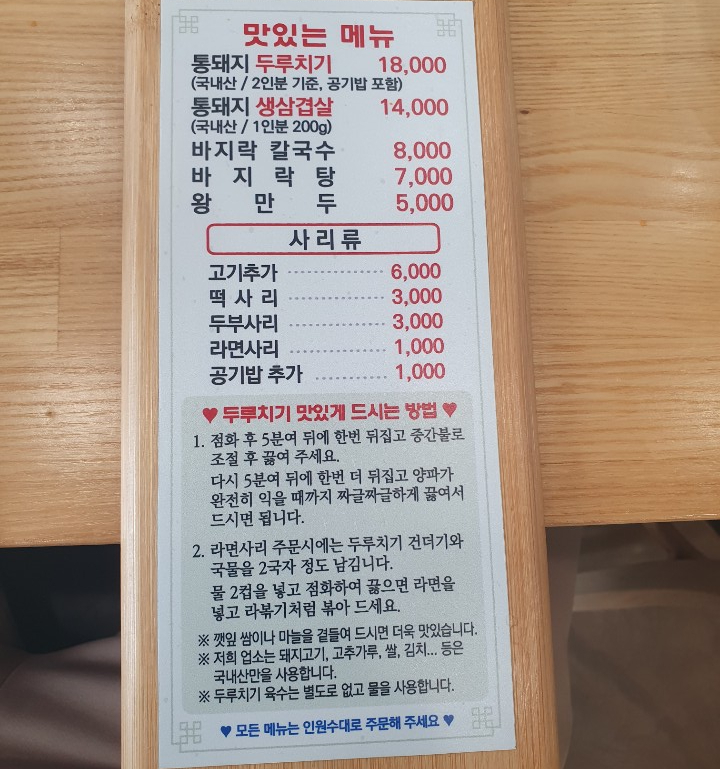 맛있는 메뉴
통돼지 두루치기 18,000
(국내산 / 2인분 기준, 공기밥 포함)
통돼지 생삼겹살 14,000
(국내산 / 1인분 200g)
바지락 칼국수 8,000
바 지 락 탕 7,000
왕 만 두 5,000
사리류
고기추가 6,000
떡 사 리 3,000
두부사리 3,000
라면사리 1,000
공기밥 추가 1,000
♥ 두루치기 맛있게 드시는 방법 ♥
1. 점화 후 5분여 뒤에 한번 뒤집고 중간불로
조절 후 끓여 주세요.
다시 5분여 뒤에 한번 더 뒤집고 양파가
완전히 익을 때까지 짜글짜글하게 끓여서
드시면 됩니다.
2. 라면사리 주문시에는 두루치기 건더기와
국물을 2국자 정도 남깁니다.
물 2컵을 넣고 점화하여 끓으면 라면을
넣고 라볶기처럼 볶아 드세요.
※ 깻잎 쌈이나 마늘을 곁들여 드시면 더욱 맛있습니다.
※ 저희 업소는 돼지고기, 고추가루, 쌀, 김치... 등은
국내산만을 사용합니다.
※ 두루치기 육수는 별도로 없고 물을 사용합니다.
♥ 모든 메뉴는 인원수대로 주문해 주세요 ♥